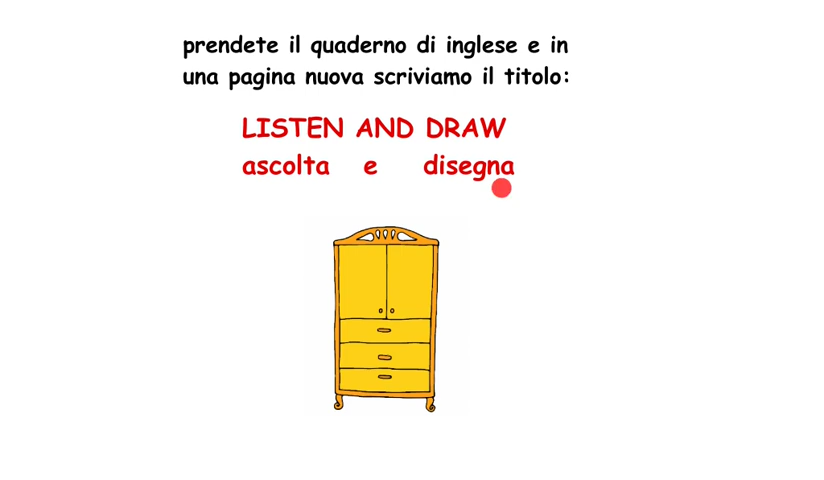 prendete il quaderno di inglese e in
una pagina nuova scriviamo il titolo:
LISTEN AND DRAW
ascolta e disegna